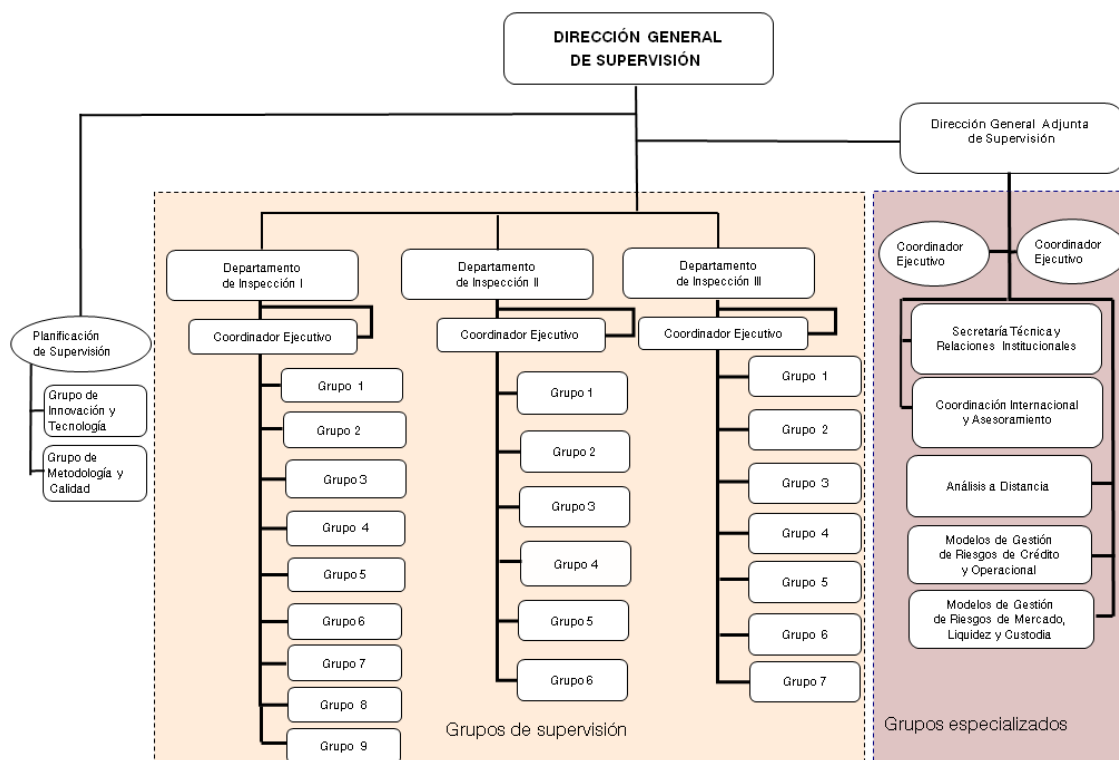 DIRECCIÓN GENERAL
DE SUPERVISIÓN
Dirección General Adjunta
de Supervisión
Planificación
de Supervisión
Grupo de
Innovación y
Tecnología
Grupo de
Metodología y
Calidad
Departamento
de Inspección I
Coordinador Ejecutivo
Grupo 1
Grupo 2
Grupo 3
Grupo 4
Grupo 5
Grupo 6
Grupo 7
Grupo 8
Grupo 9
Departamento
de Inspección II
Coordinador Ejecutivo
Grupo 1
Grupo 2
Grupo 3
Grupo 4
Grupo 5
Grupo 6
Departamento
de Inspección III
Coordinador Ejecutivo
Grupo 1
Grupo 2
Grupo 3
Grupo 4
Grupo 5
Grupo 6
Grupo 7
Grupos de supervisión
Coordinador
Ejecutivo
Coordinador
Ejecutivo
Secretaría Técnica y
Relaciones Institucionales
Coordinación Internacional
y Asesoramiento
Análisis a Distancia
Modelos de Gestión
de Riesgos de Crédito
y Operacional
Modelos de Gestión
de Riesgos de Mercado,
Liquidez y Custodia
Grupos especializados